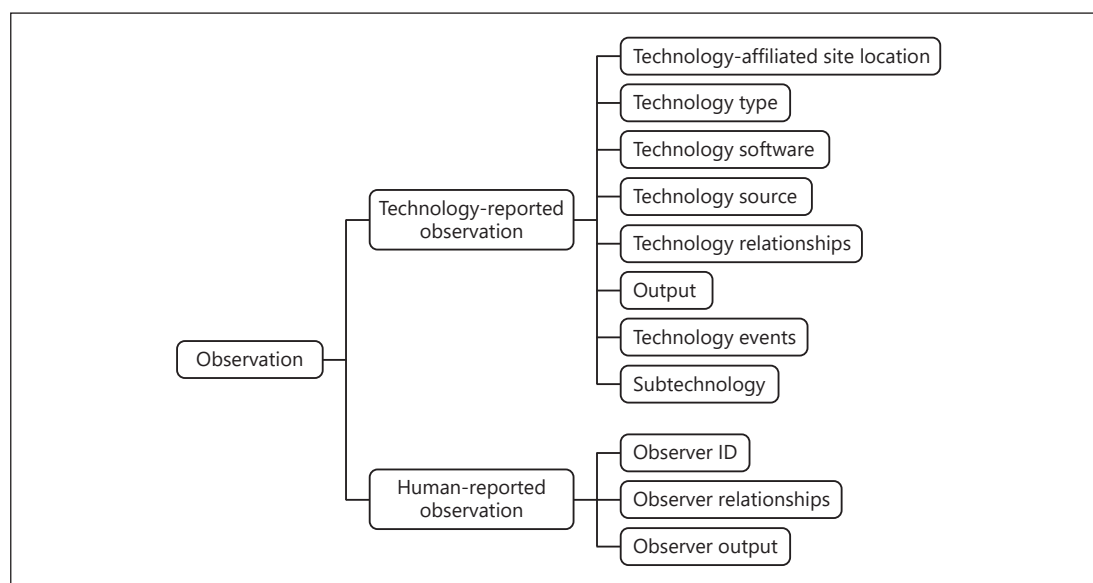 Technology-affiliated site location
Technology type
Technology software
Technology source
Technology-reported
observation
Technology relationships
Output
Technology events
Observation
Subtechnology
Observer ID
Human-reported
observation
Observer relationships
Observer output